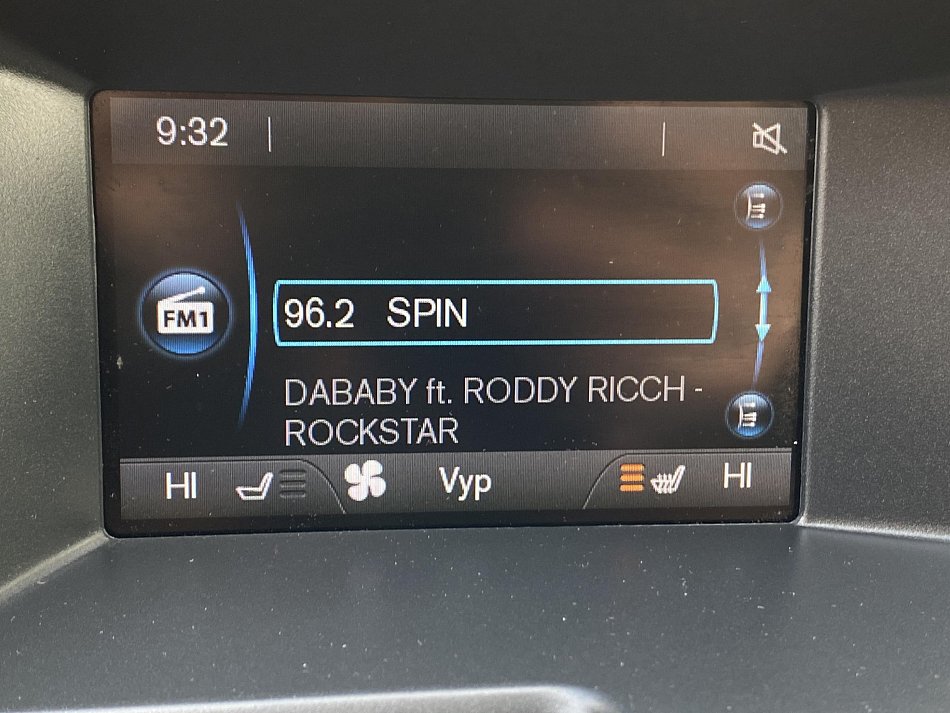 9:32
FM1
96.2 SPIN
DABABY ft. RODDY RICCH -
ROCKSTAR
HI Vyp HI